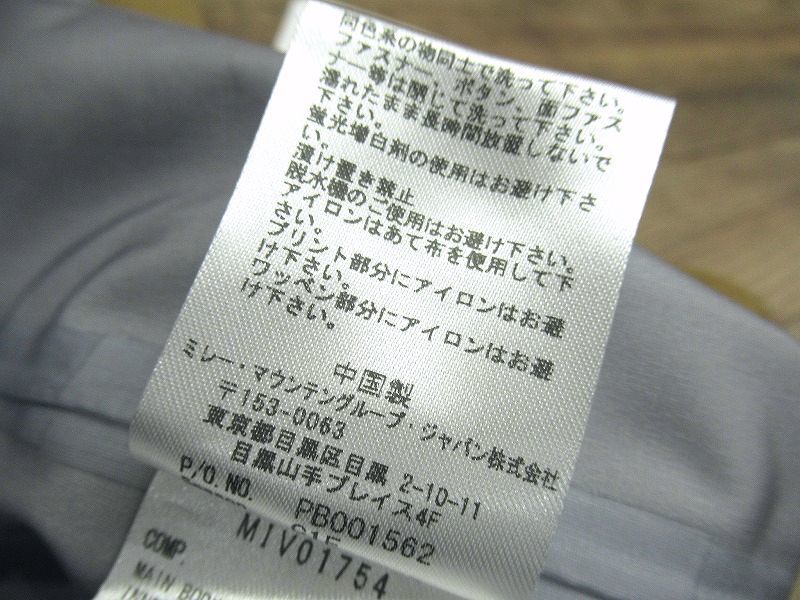 同色系の物同士で洗って下さい。
ファスナー、ボタン、面ファス
ナー等は閉じて洗って下さい。
濡れたまま長時間放置しないで
下さい。
蛍光増白剤の使用はお避け下さ
い。
漬け置き禁止
脱水機のご使用はお避け下さい。
アイロンはあて布を使用して下
さい。
プリント部分にアイロンはお避
け下さい。
ワッペン部分にアイロンはお避
け下さい。
中国製
ミレー・マウンテングループ・ジャパン株式会社
〒153-0063
東京都目黒区目黒 2-10-11
目黒山手プレイス4F
P/O.NO. PB001562
MIV01754
COMP.
MAIN BODY